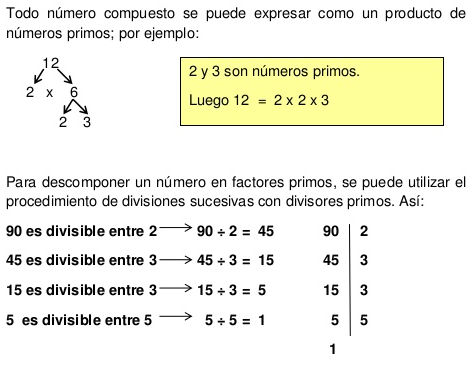 Todo número compuesto se puede expresar como un producto de
números primos; por ejemplo:
12
2 x 6
2 3
2 y 3 son números primos.
Luego 12 = 2 x 2 x 3
Para descomponer un número en factores primos, se puede utilizar el
procedimiento de divisiones sucesivas con divisores primos. Así:
90 es divisible entre 2 → 90 ÷ 2 = 45 90 | 2
45 es divisible entre 3 → 45 ÷ 3 = 15 45 | 3
15 es divisible entre 3 → 15 ÷ 3 = 5 15 | 3
5 es divisible entre 5 → 5 ÷ 5 = 1 5 | 5
1